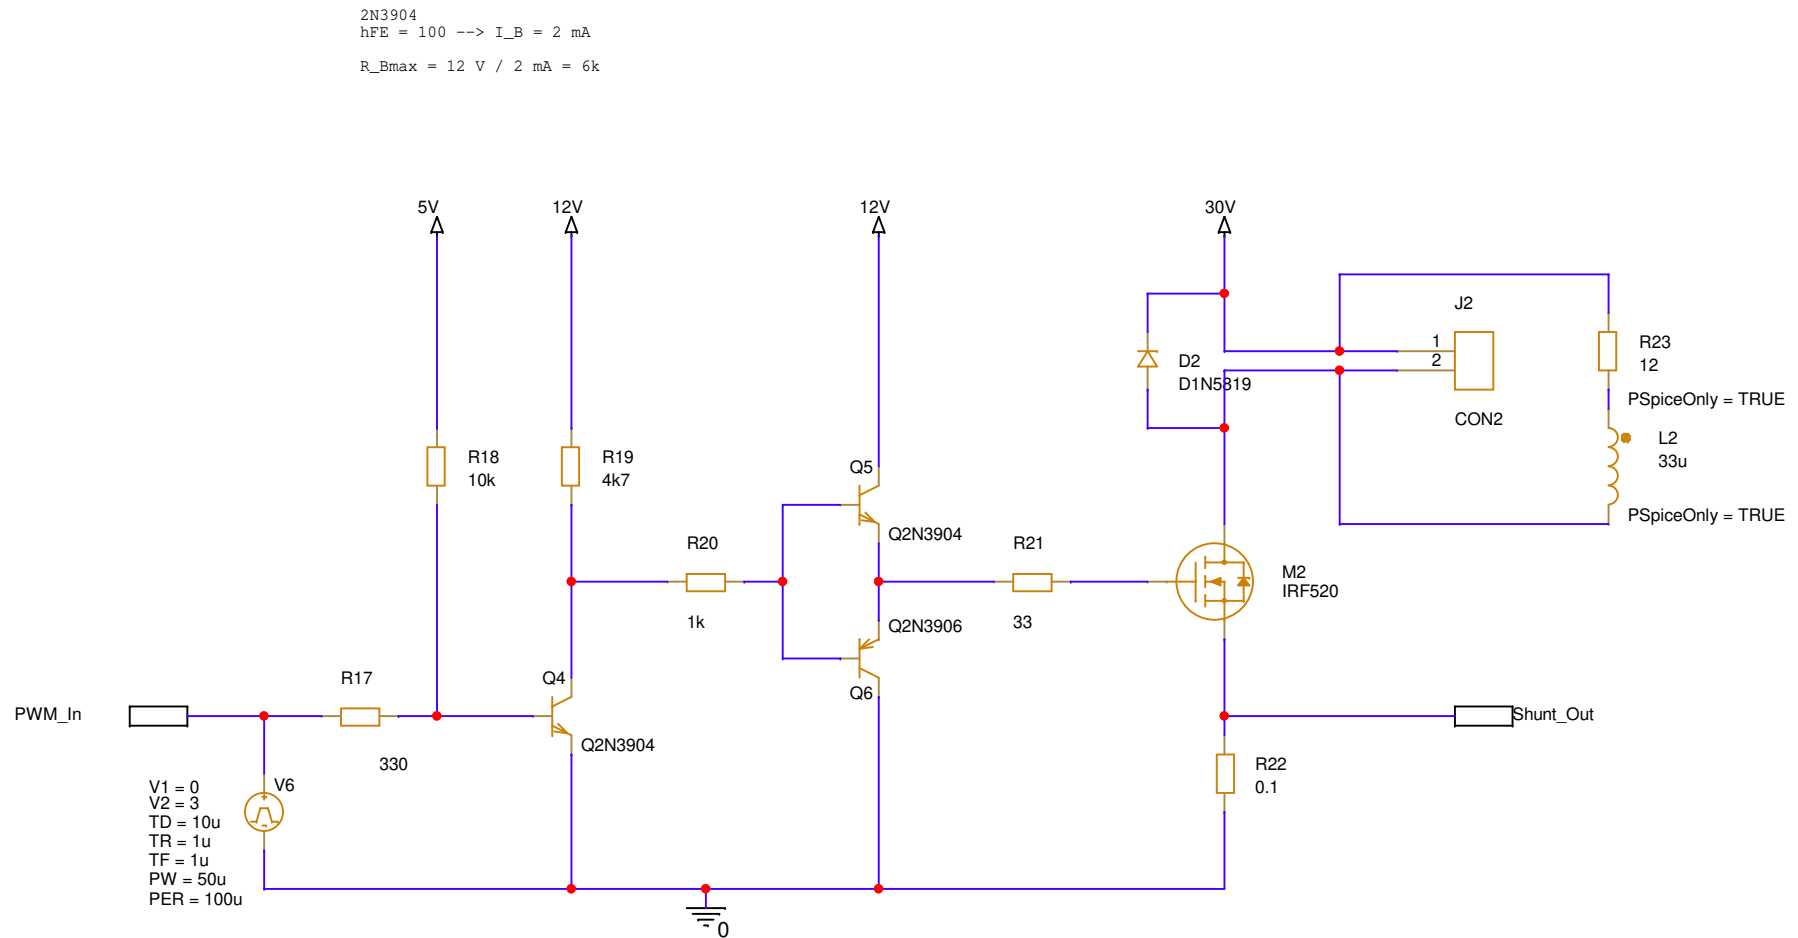 2N3904
hFE = 100 --> I_B = 2 mA
R_Bmax = 12 V / 2 mA = 6k
5V
12V
12V
30V
J2
1
2
CON2
R23
12
PSpiceOnly = TRUE
L2
33u
PSpiceOnly = TRUE
D2
D1N5819
R18
10k
R19
4k7
Q5
Q2N3904
R20
1k
R21
33
M2
IRF520
Q2N3906
Q6
R17
330
Q4
Q2N3904
PWM_In
Shunt_Out
R22
0.1
V6
V1 = 0
V2 = 3
TD = 10u
TR = 1u
TF = 1u
PW = 50u
PER = 100u
0